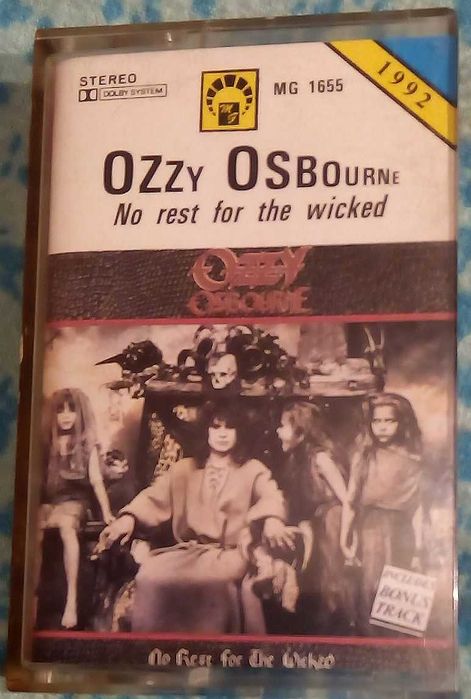 STEREO
DOLBY SYSTEM
MG 1655
1992
OZZY OSBOURNE
No rest for the wicked
OZZY
OSBOURNE
INCLUDES
BONUS
TRACK
No Rest for The Wicked